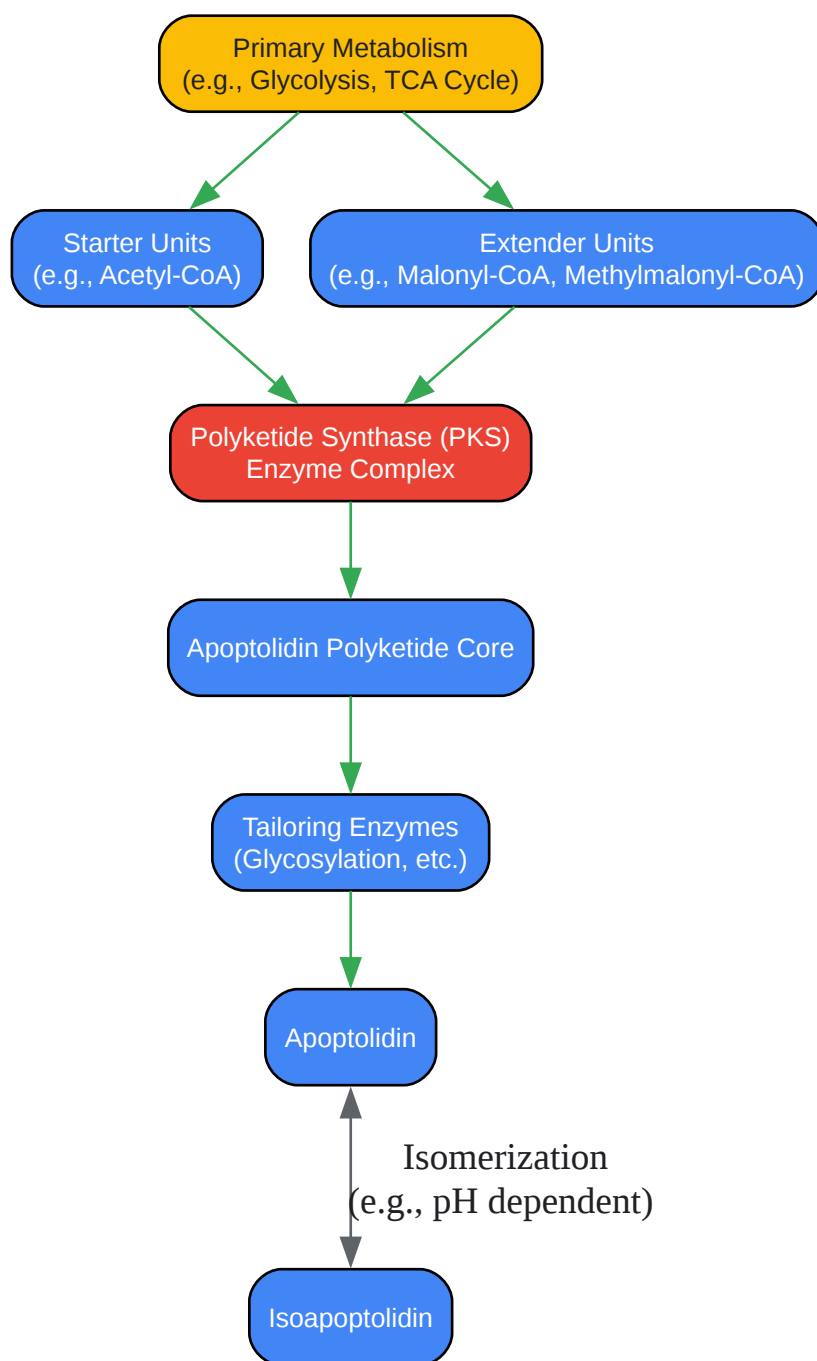 Primary Metabolism
(e.g., Glycolysis, TCA Cycle)
Starter Units
(e.g., Acetyl-CoA)
Extender Units
(e.g., Malonyl-CoA, Methylmalonyl-CoA)
Polyketide Synthase (PKS)
Enzyme Complex
Apoptolidin Polyketide Core
Tailoring Enzymes
(Glycosylation, etc.)
Apoptolidin
Isomerization
(e.g., pH dependent)
Isoapoptolidin